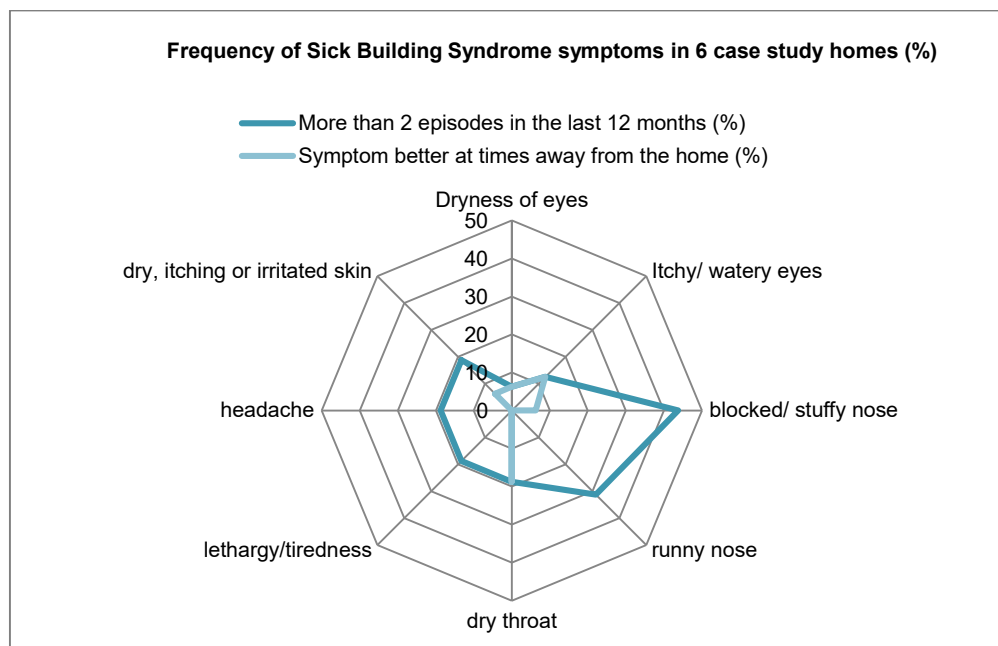 Frequency of Sick Building Syndrome symptoms in 6 case study homes (%)
More than 2 episodes in the last 12 months (%)
Symptom better at times away from the home (%)
Dryness of eyes
50
dry, itching or irritated skin
Itchy/ watery eyes
40
30
20
10
headache
0
blocked/ stuffy nose
lethargy/tiredness
runny nose
dry throat